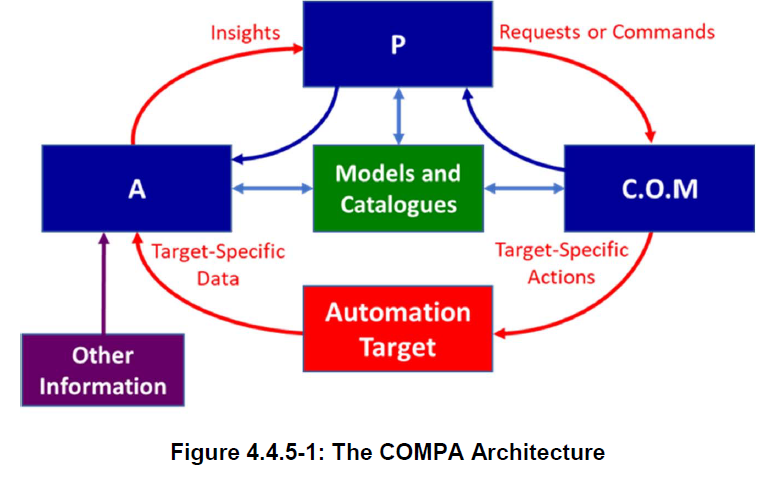 Insights
P
Requests or Commands
A
Models and
Catalogues
C.O.M
Target-Specific
Data
Target-Specific
Actions
Automation
Target
Other
Information
Figure 4.4.5-1: The COMPA Architecture